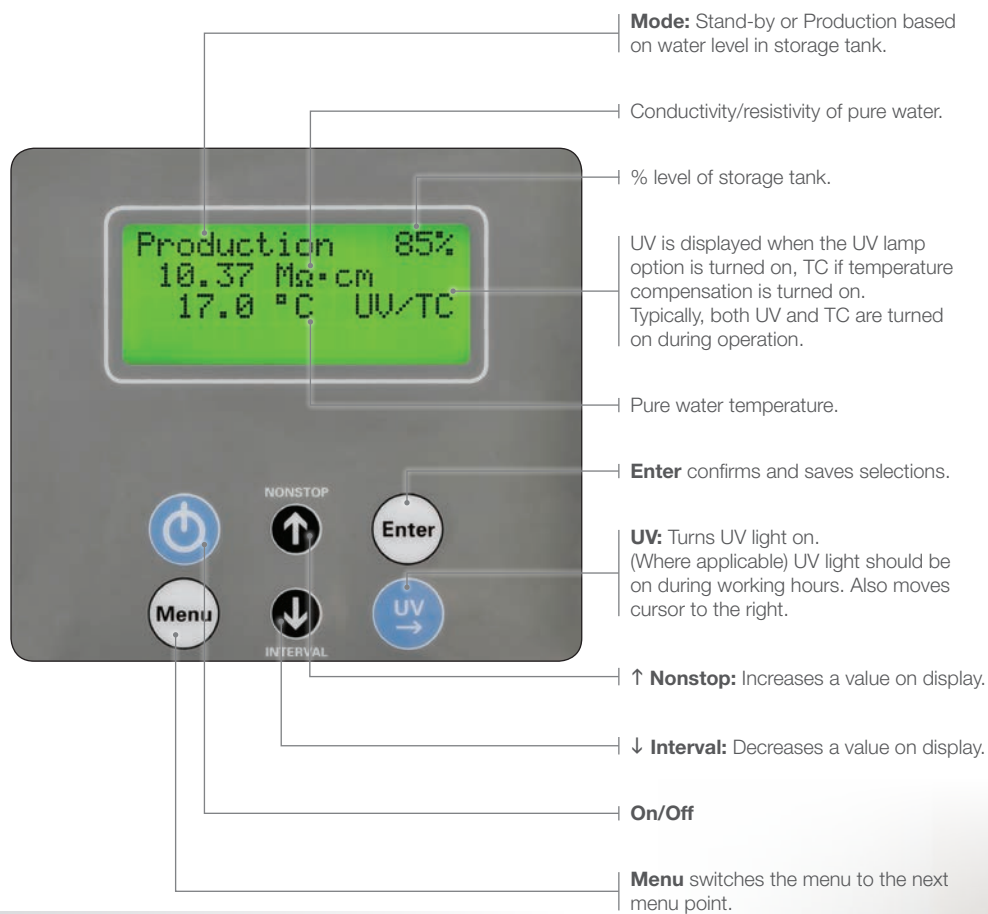 Mode: Stand-by or Production based
on water level in storage tank.
Conductivity/resistivity of pure water.
% level of storage tank.
Production 85%
10.37 MΩ·cm
17.0 °C UV/TC
UV is displayed when the UV lamp
option is turned on, TC if temperature
compensation is turned on.
Typically, both UV and TC are turned
on during operation.
Pure water temperature.
Enter confirms and saves selections.
NONSTOP
↑
Enter
Menu
↓
UV
→
INTERVAL
UV: Turns UV light on.
(Where applicable) UV light should be
on during working hours. Also moves
cursor to the right.
↑ Nonstop: Increases a value on display.
↓ Interval: Decreases a value on display.
On/Off
Menu switches the menu to the next
menu point.